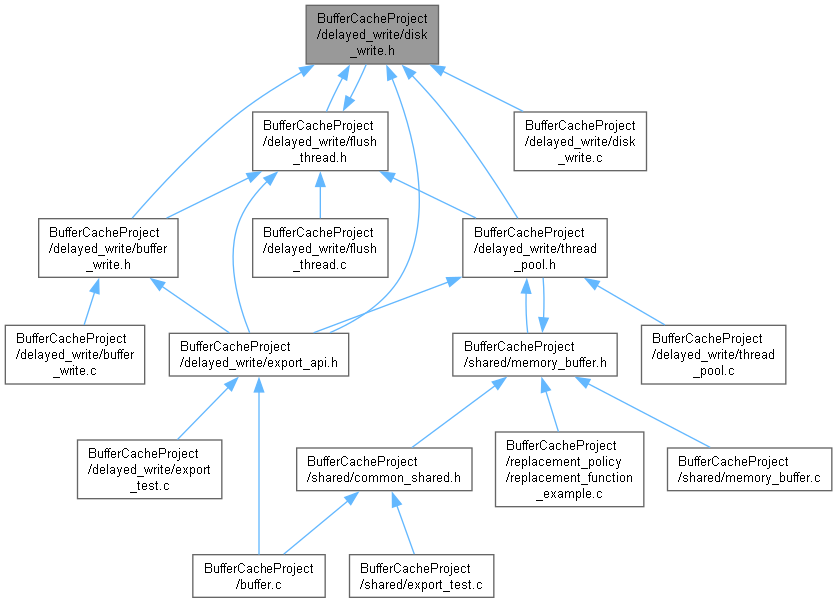 BufferCacheProject
/delayed_write/disk
_write.h
BufferCacheProject
/delayed_write/flush
_thread.h
BufferCacheProject
/delayed_write/disk
_write.c
BufferCacheProject
/delayed_write/buffer
_write.h
BufferCacheProject
/delayed_write/flush
_thread.c
BufferCacheProject
/delayed_write/thread
_pool.h
BufferCacheProject
/delayed_write/buffer
_write.c
BufferCacheProject
/delayed_write/export_api.h
BufferCacheProject
/shared/memory_buffer.h
BufferCacheProject
/delayed_write/thread
_pool.c
BufferCacheProject
/delayed_write/export
_test.c
BufferCacheProject
/shared/common_shared.h
BufferCacheProject
/replacement_policy
/replacement_function
_example.c
BufferCacheProject
/shared/memory_buffer.c
BufferCacheProject
/buffer.c
BufferCacheProject
/shared/export_test.c